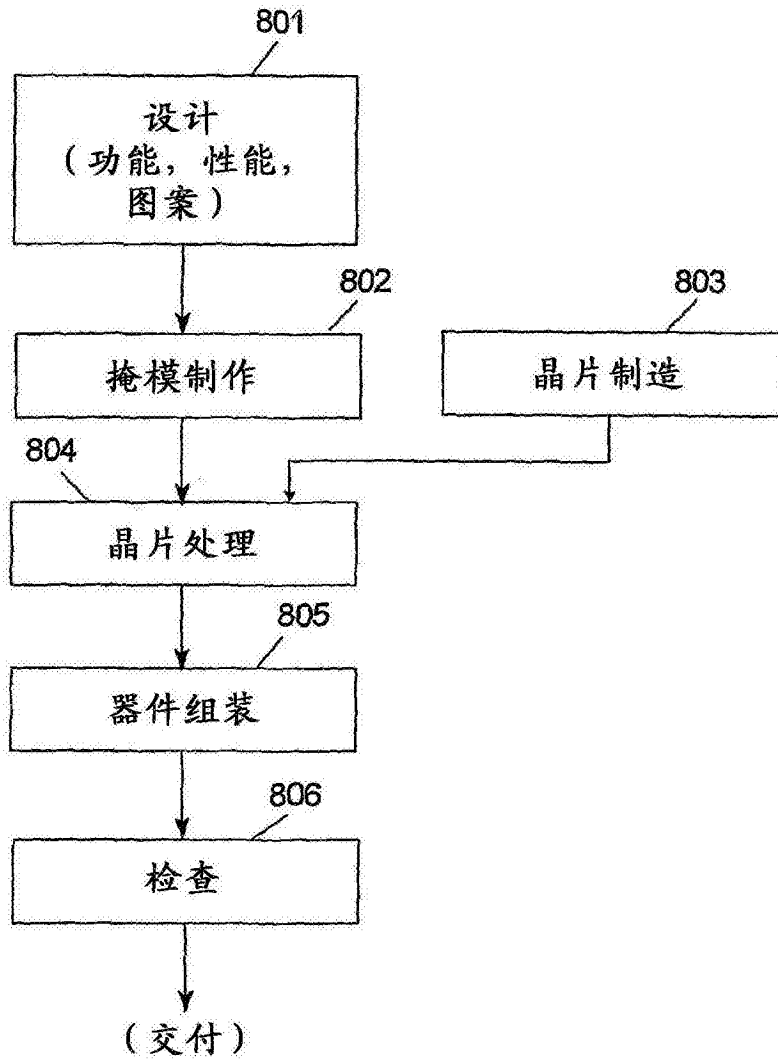 801
设计
(功能, 性能,
图案)
802
掩模制作
803
晶片制造
804
晶片处理
805
器件组装
806
检查
(交付)